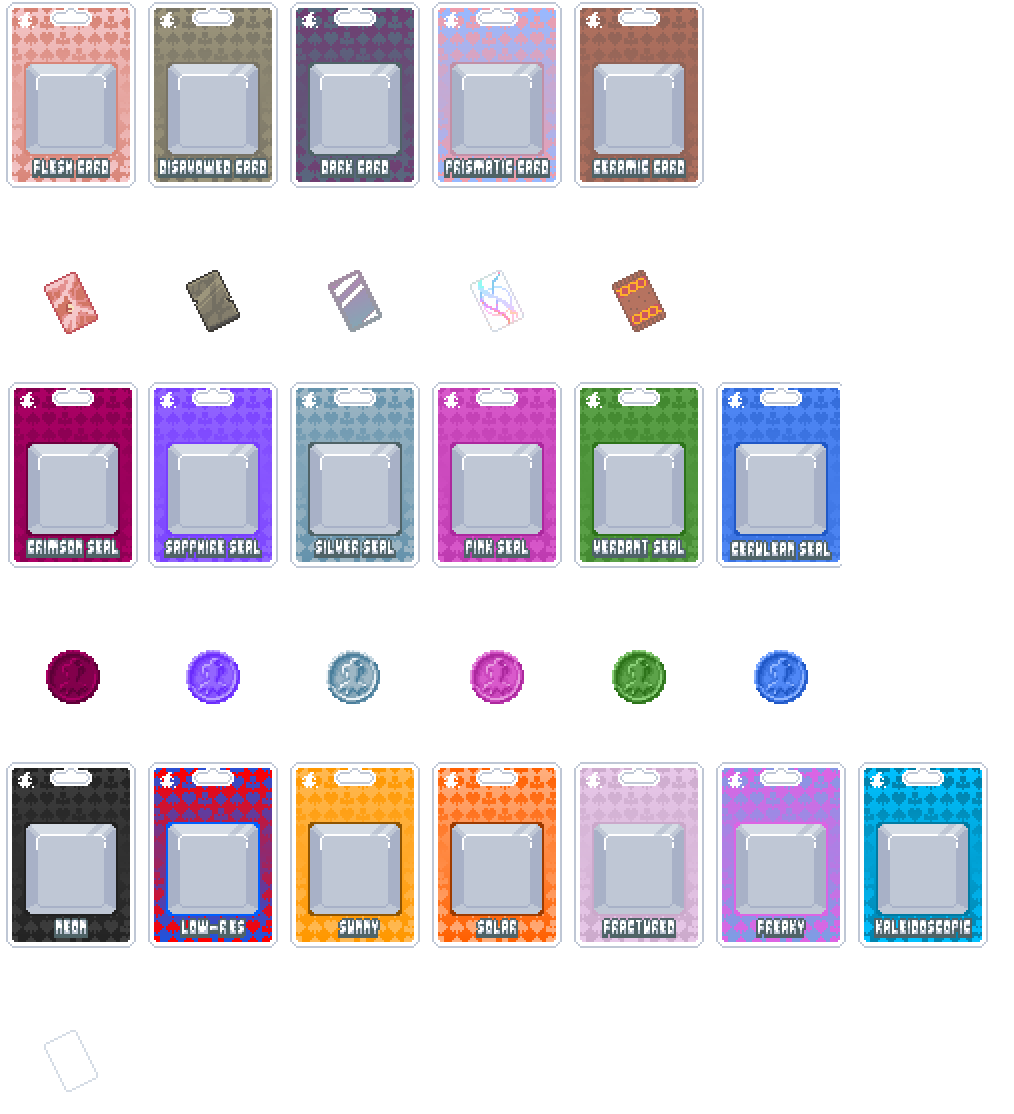 FLESH CARD
DISAVOWED CARD
DARK CARD
PRISMATIC CARD
CERAMIC CARD
CRIMSON SEAL
SAPPHIRE SEAL
SILVER SEAL
PINK SEAL
VERDANT SEAL
CERULEAN SEAL
NEON
LOW-RES
SUNNY
SOLAR
FRACTURED
FREAKY
KALEIDOSCOPIC